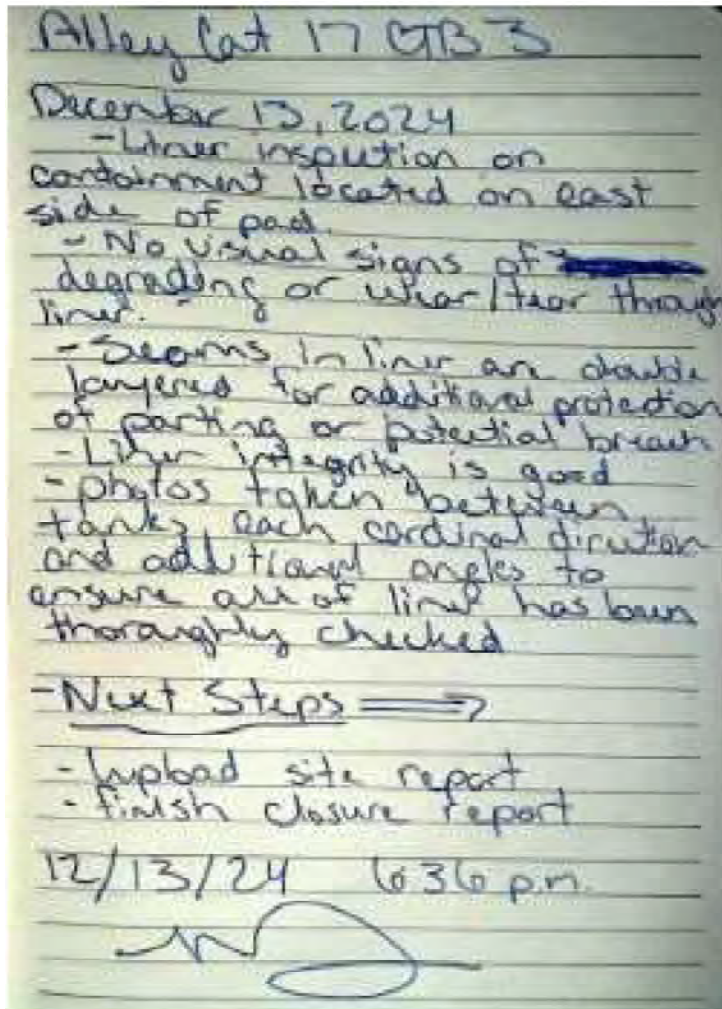 Alley Cat 17 CTB 3
December 13, 2024
- Liner inspection on
containment located on east
side of pad.
- No visual signs of
degrading or wear/tear through
liner.
- Seams in liner are double
layered for additional protection
of parting or potential breach
- Liner integrity is good
- photos taken between
tanks, each cardinal direction
and additional angles to
ensure all of liner has been
thoroughly checked
- Next Steps ⟹
- Upload site report
- finish closure report
12/13/24 636 p.m.